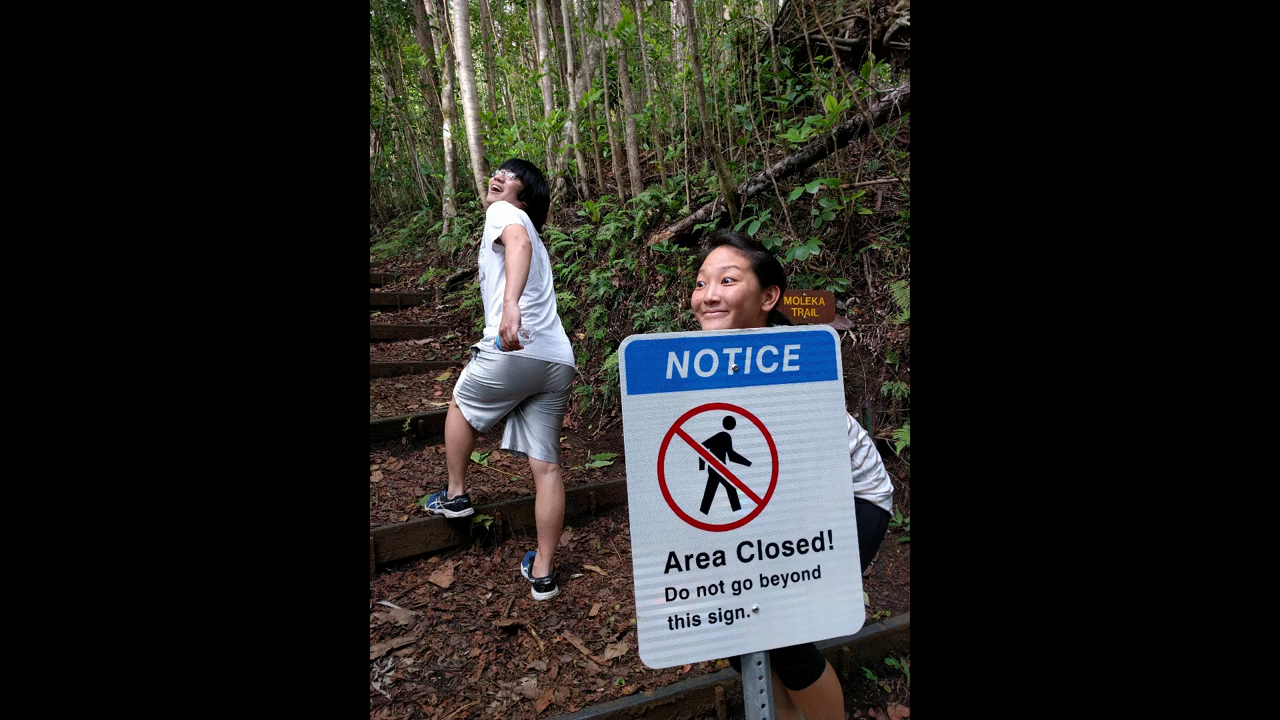 MOLEKA
TRAIL
NOTICE
Area Closed!
Do not go beyond
this sign.